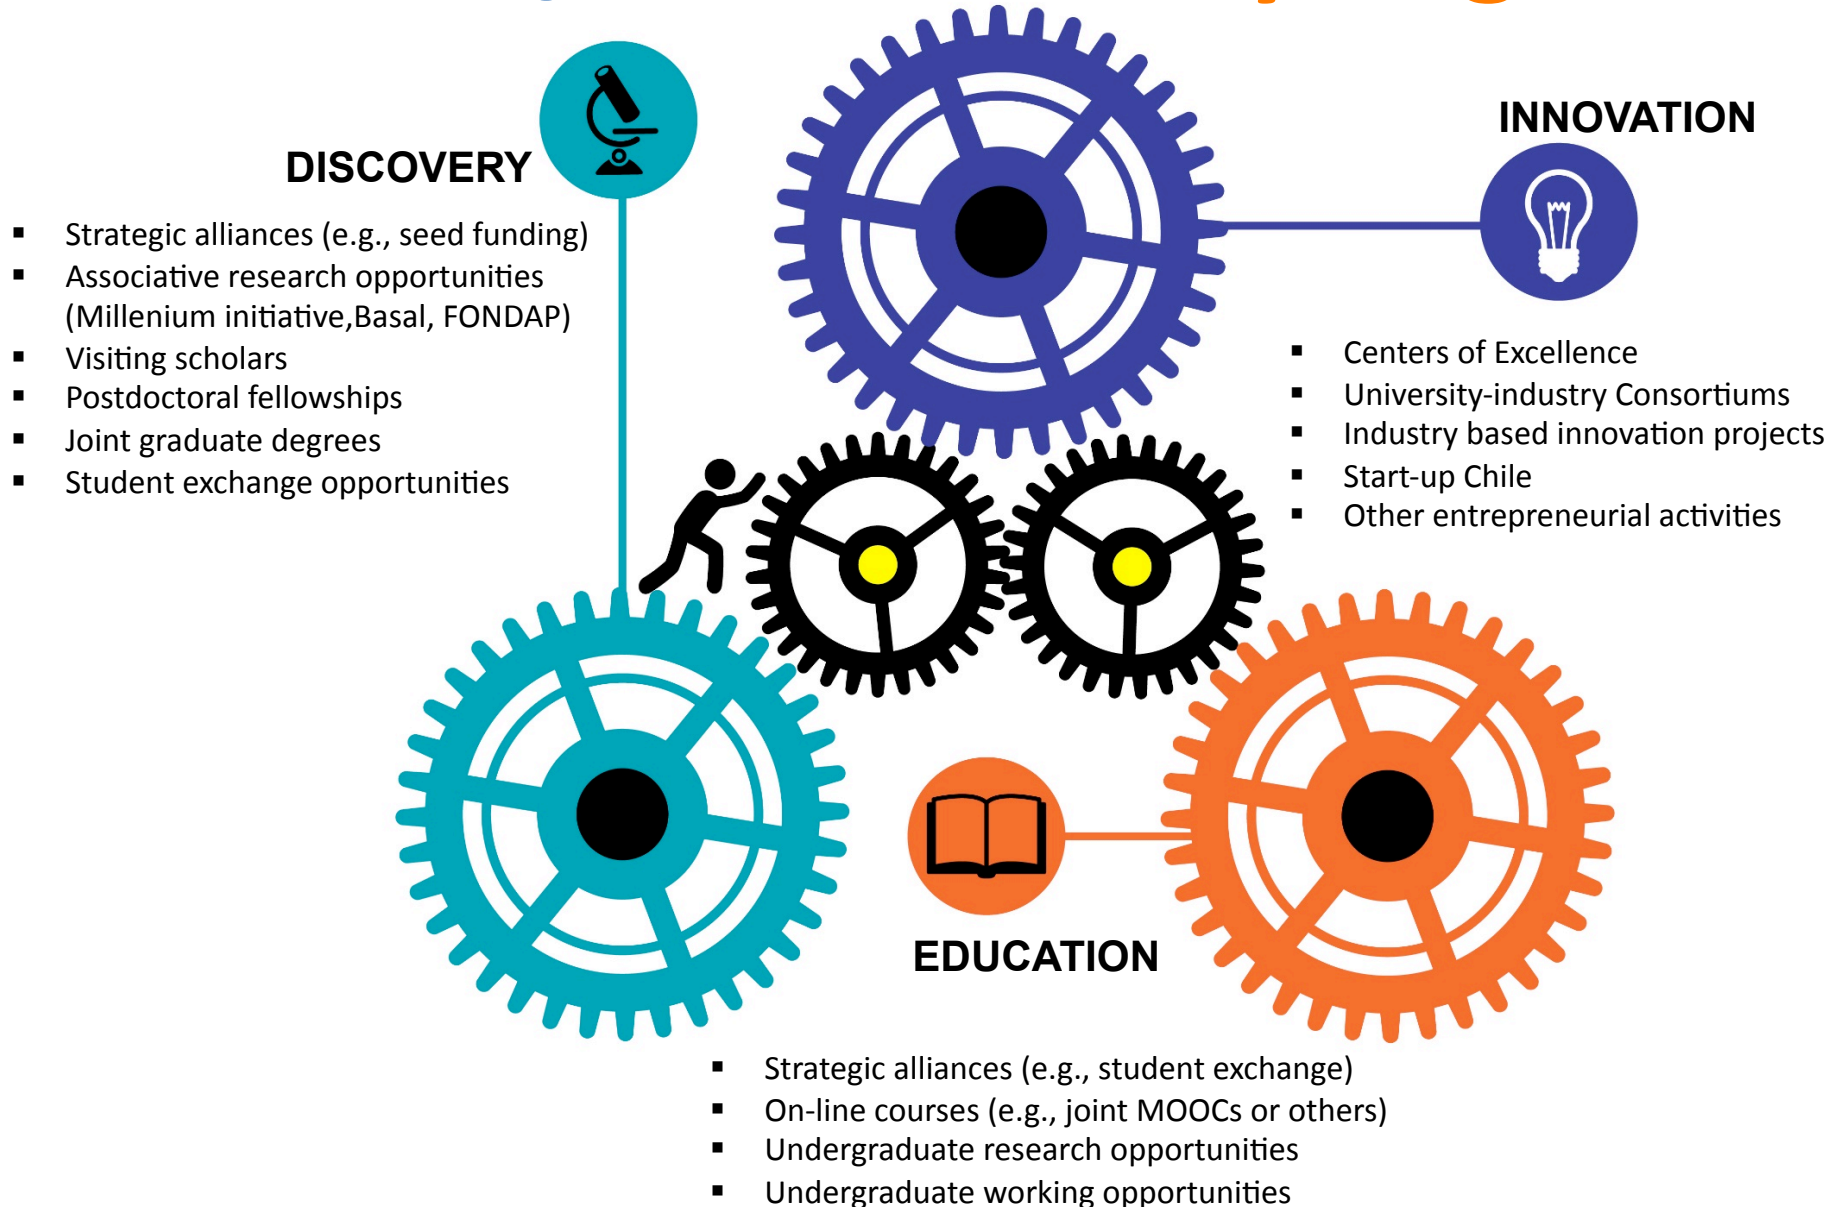 DISCOVERY
▪ Strategic alliances (e.g., seed funding)
▪ Associative research opportunities
(Millenium initiative,Basal, FONDAP)
▪ Visiting scholars
▪ Postdoctoral fellowships
▪ Joint graduate degrees
▪ Student exchange opportunities
INNOVATION
▪ Centers of Excellence
▪ University-industry Consortiums
▪ Industry based innovation projects
▪ Start-up Chile
▪ Other entrepreneurial activities
EDUCATION
▪ Strategic alliances (e.g., student exchange)
▪ On-line courses (e.g., joint MOOCs or others)
▪ Undergraduate research opportunities
▪ Undergraduate working opportunities